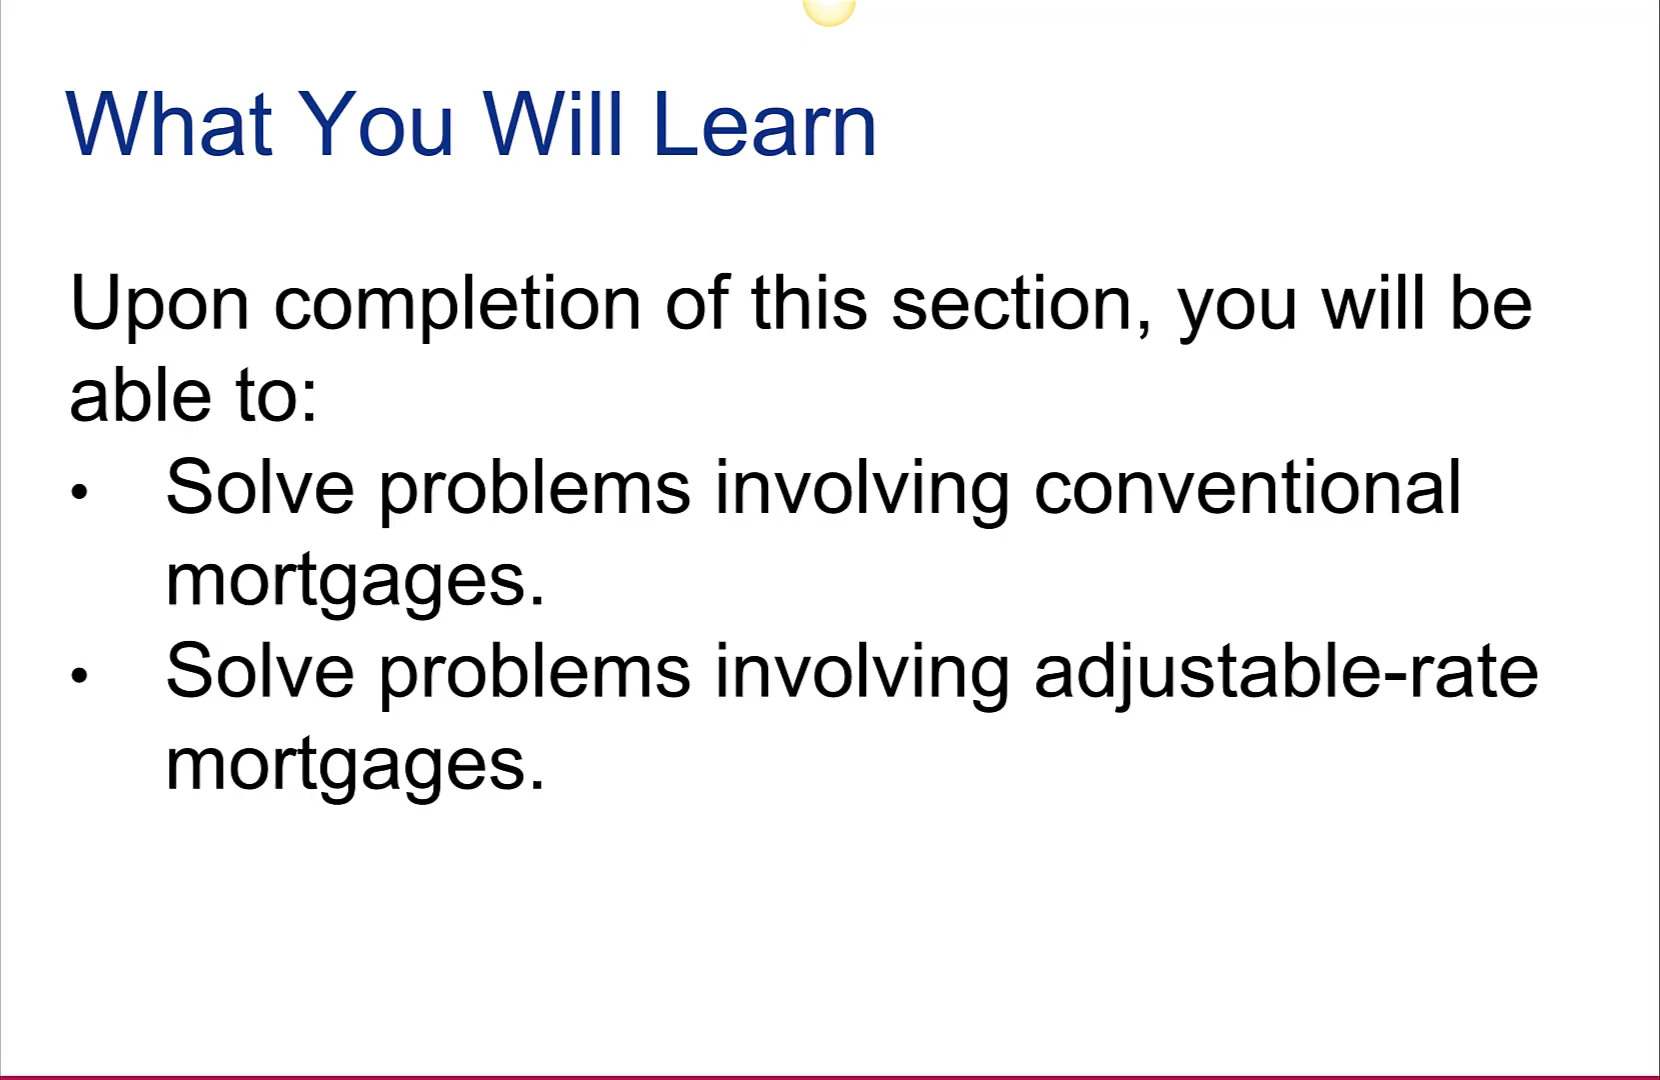 What You Will Learn
Upon completion of this section, you will be
able to:
• Solve problems involving conventional
mortgages.
• Solve problems involving adjustable-rate
mortgages.